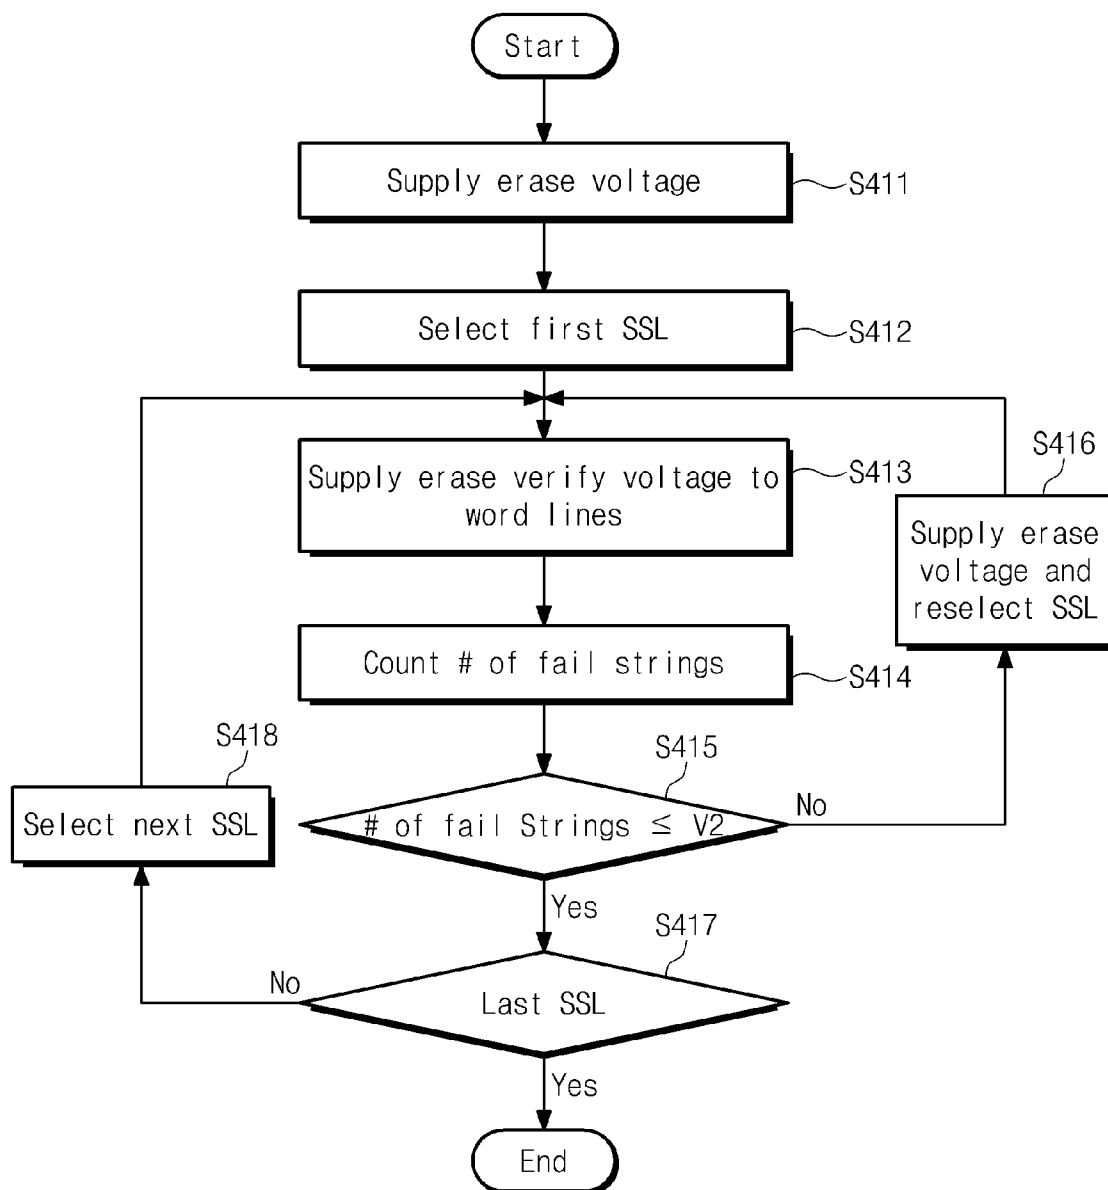 Start
Supply erase voltage
S411
Select first SSL
S412
Supply erase verify voltage to
word lines
S413
S416
Supply erase
voltage and
reselect SSL
Count # of fail strings
S414
S418
Select next SSL
S415
# of fail Strings ≤ V2
No
Yes
S417
No
Last SSL
Yes
End